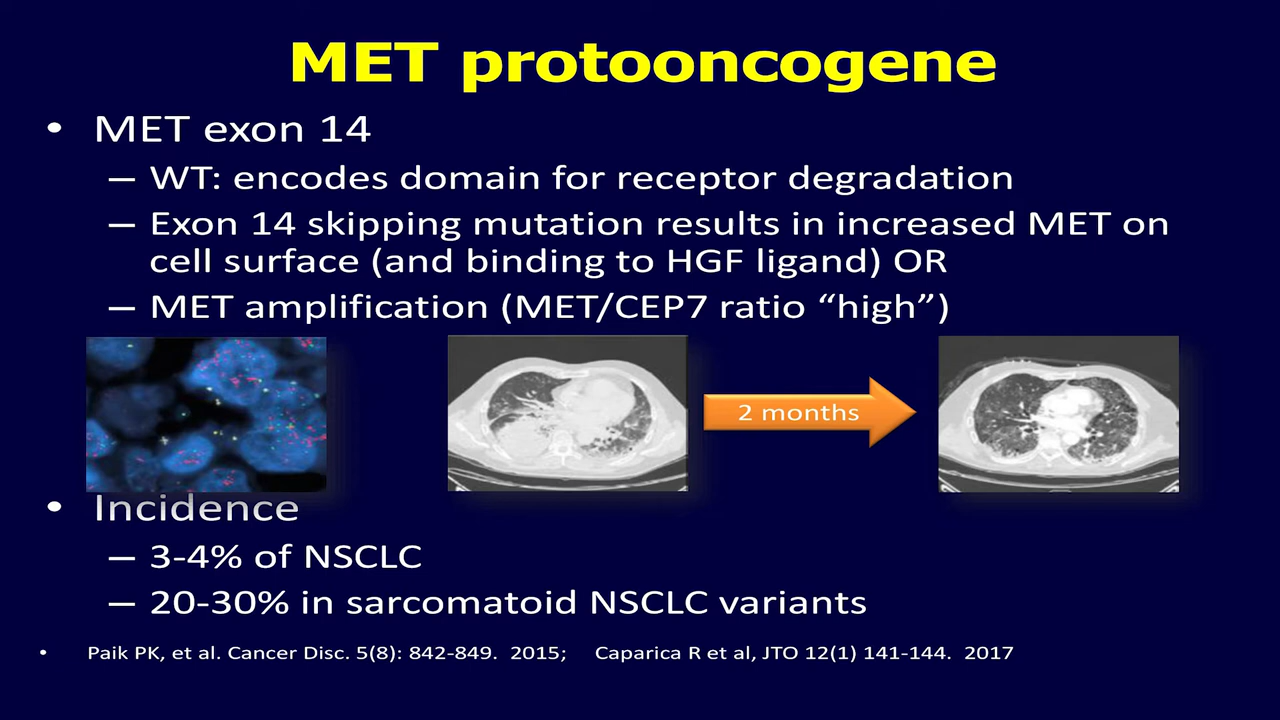 MET protooncogene
• MET exon 14
– WT: encodes domain for receptor degradation
– Exon 14 skipping mutation results in increased MET on
cell surface (and binding to HGF ligand) OR
– MET amplification (MET/CEP7 ratio “high”)
2 months
• Incidence
– 3-4% of NSCLC
– 20-30% in sarcomatoid NSCLC variants
• Paik PK, et al. Cancer Disc. 5(8): 842-849. 2015; Caparica R et al, JTO 12(1) 141-144. 2017